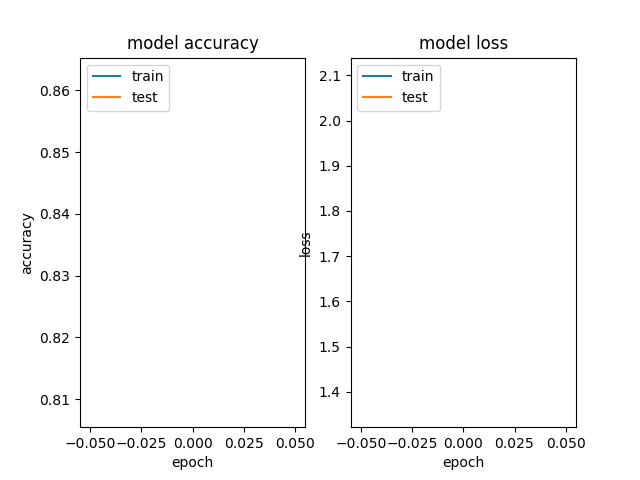 model accuracy
train
test
0.86
0.85
0.84
0.83
0.82
0.81
accuracy
−0.050 −0.025 0.000 0.025 0.050
epoch
model loss
train
test
2.1
2.0
1.9
1.8
1.7
1.6
1.5
1.4
loss
−0.050 −0.025 0.000 0.025 0.050
epoch